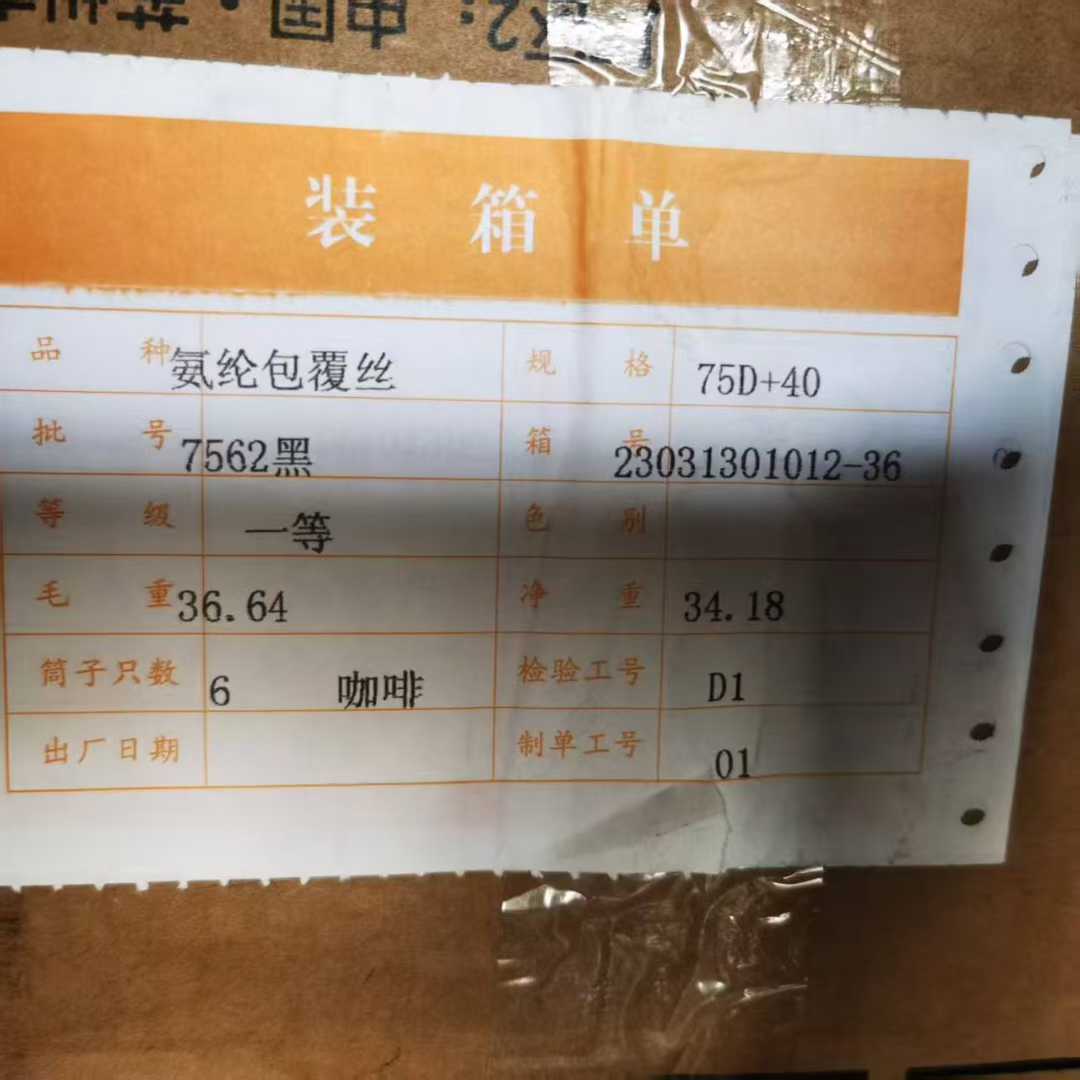 装箱单
品种 氨纶包覆丝 规格 75D+40
批号 7562黑 箱号 23031301012-36
等级 一等 色别
毛重 36.64 净重 34.18
筒子只数 6 咖啡 检验工号 D1
出厂日期 制单工号 01